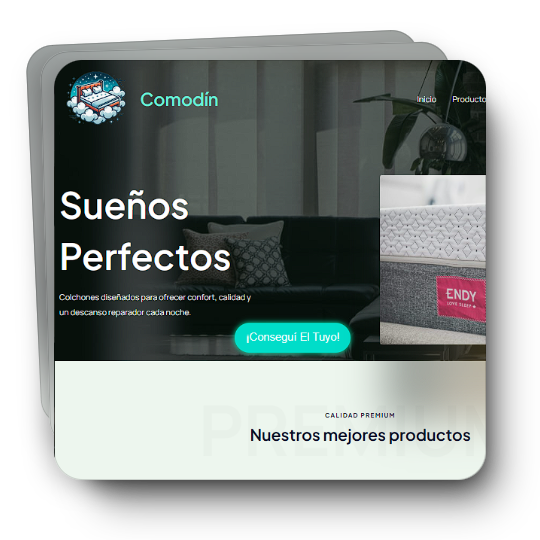 Comodín
Inicio
Producto
Sueños
Perfectos
Colchones diseñados para ofrecer confort, calidad y
un descanso reparador cada noche.
¡Conseguí El Tuyo!
ENDY
CALIDAD PREMIUM
PREMIUM
Nuestros mejores productos